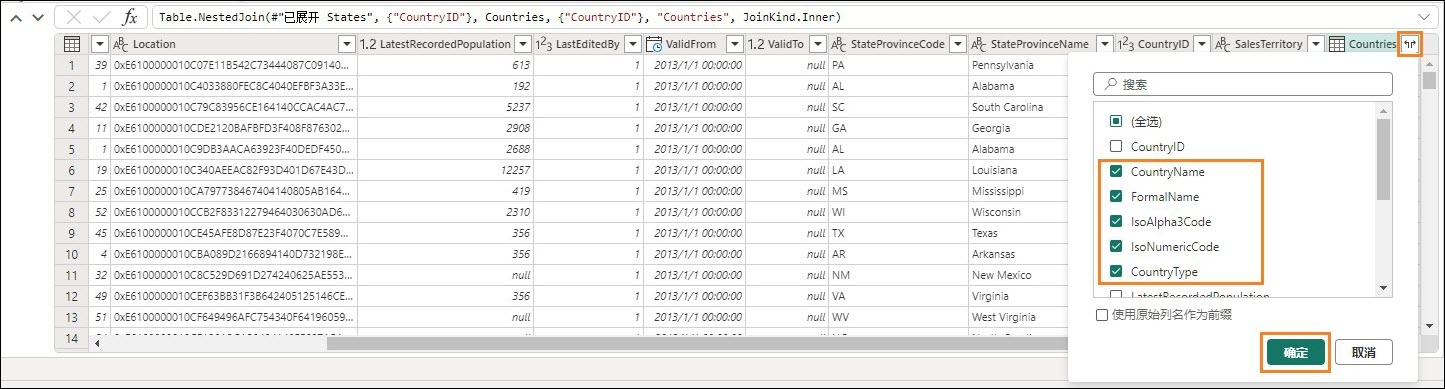 fx Table.NestedJoin(#"已展开 States", {"CountryID"}, Countries, {"CountryID"}, "Countries", JoinKind.Inner)
ABC Location 1.2 LatestRecordedPopulation 123 LastEditedBy ValidFrom 1.2 ValidTo ABC StateProvinceCode ABC StateProvinceName 123 CountryID ABC SalesTerritory Countries
1 39 0xE6100000010C07E11B542C73444087C09140... 613 1 2013/1/1 00:00:00 null PA Pennsylvania
2 1 0xE6100000010C4033880FEC8C4040EFBF3A33E... 192 1 2013/1/1 00:00:00 null AL Alabama
3 42 0xE6100000010C79C83956CE164140CCAC4AC7... 5237 1 2013/1/1 00:00:00 null SC South Carolina
4 11 0xE6100000010CDE2120BAFBFD3F408F876302... 2908 1 2013/1/1 00:00:00 null GA Georgia
5 1 0xE6100000010C9DB3AACA63923F40DEDF450... 2688 1 2013/1/1 00:00:00 null AL Alabama
6 19 0xE6100000010C340AEEAC82F93D401D67E43D... 12257 1 2013/1/1 00:00:00 null LA Louisiana
7 25 0xE6100000010CA797738467404140805AB164... 419 1 2013/1/1 00:00:00 null MS Mississippi
8 52 0xE6100000010CCB2F83312279464030630AD6... 2310 1 2013/1/1 00:00:00 null WI Wisconsin
9 45 0xE6100000010CE45AFE8D87E23F4070C7E589... 356 1 2013/1/1 00:00:00 null TX Texas
10 4 0xE6100000010CBA089D2166894140D732198E... 356 1 2013/1/1 00:00:00 null AR Arkansas
11 32 0xE6100000010C8C529D691D274240625AE553... null 1 2013/1/1 00:00:00 null NM New Mexico
12 49 0xE6100000010CEF63BB31F3B642405125146CE... 356 1 2013/1/1 00:00:00 null VA Virginia
13 51 0xE6100000010CF649496AFC754340F64196059... null 1 2013/1/1 00:00:00 null WV West Virginia
14
搜索
(全选)
CountryID
CountryName
FormalName
IsoAlpha3Code
IsoNumericCode
CountryType
LatestRecordedPopulation
使用原始列名作为前缀
确定 取消